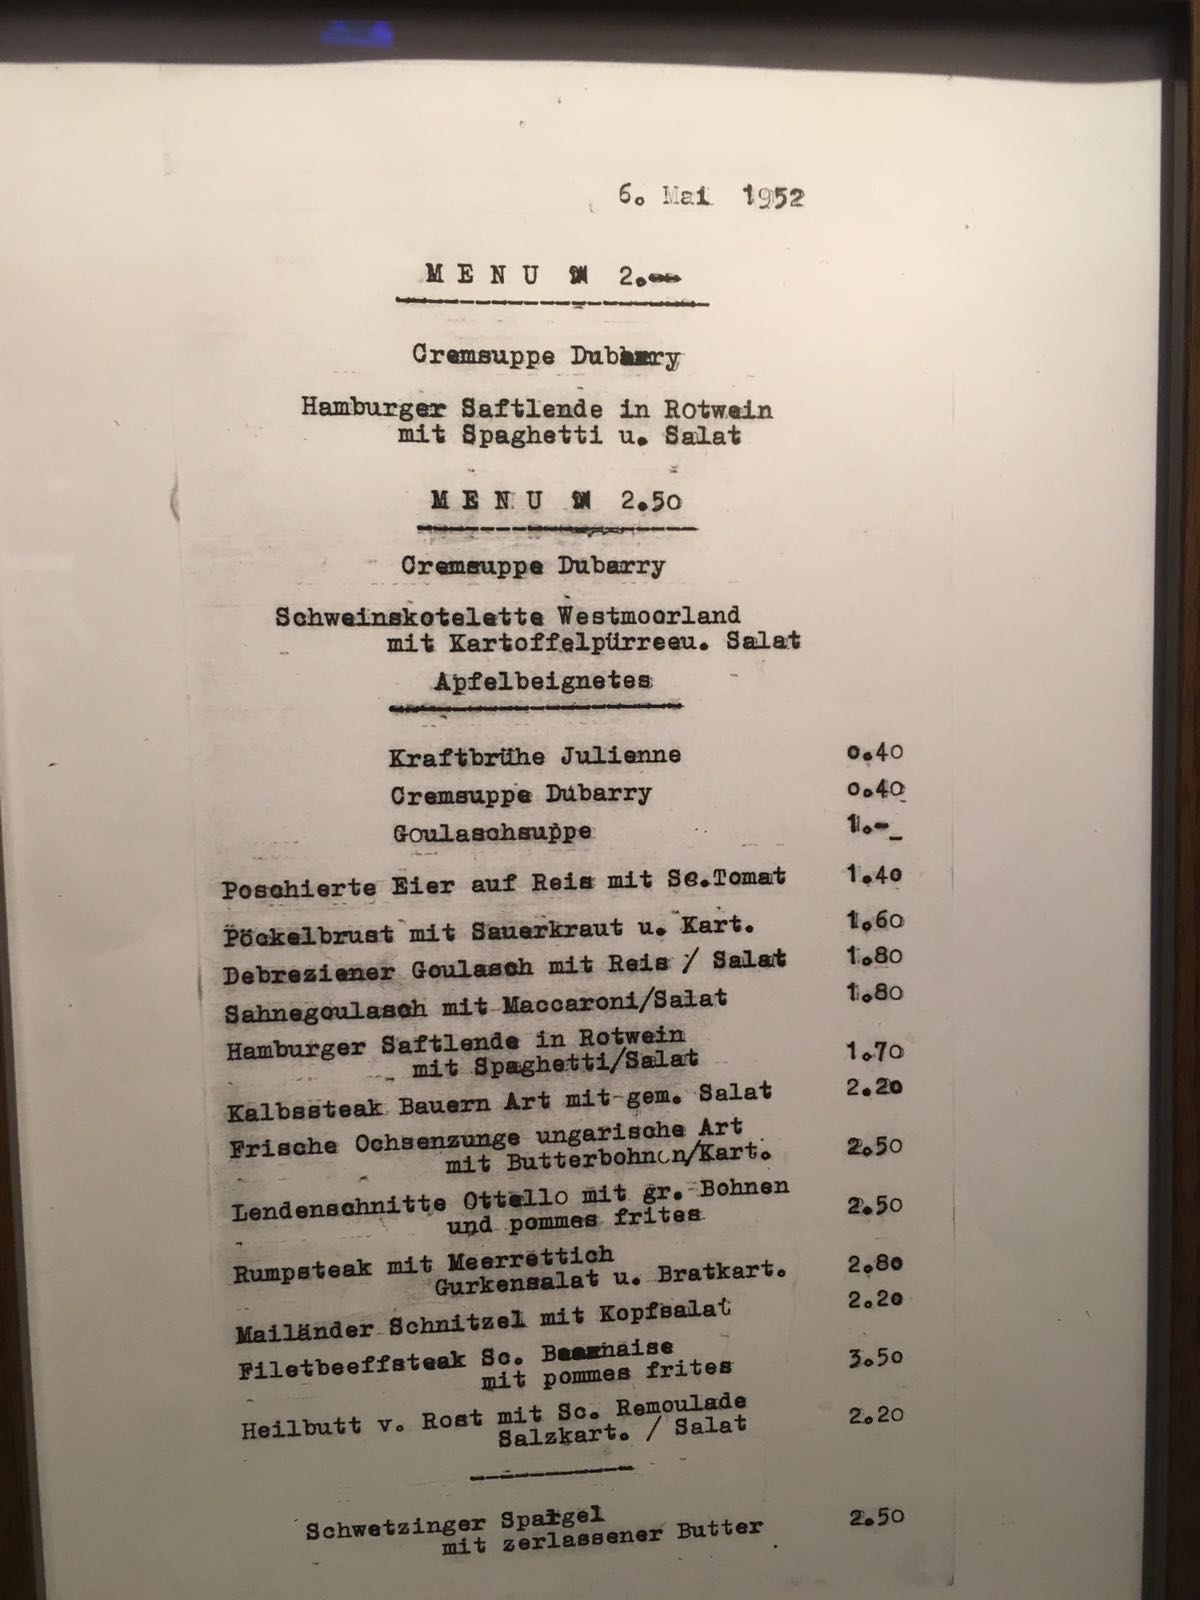 6. Mai 1952
MENU DM 2.--
Cremsuppe Dubarry
Hamburger Saftlende in Rotwein
mit Spaghetti u. Salat
MENU DM 2.50
Cremsuppe Dubarry
Schweinskotelette Westmoorland
mit Kartoffelpürreeu. Salat
Apfelbeignetes
Kraftbrühe Julienne 0.40
Cremsuppe Dubarry 0.40
Goulaschsuppe 1.-_
Poschierte Eier auf Reis mit Sc.Tomat 1.40
Pöckelbrust mit Sauerkraut u. Kart. 1.60
Debreziener Goulasch mit Reis / Salat 1.80
Sahnegoulasch mit Maccaroni/Salat 1.80
Hamburger Saftlende in Rotwein
mit Spaghetti/Salat 1.70
Kalbssteak Bauern Art mit gem. Salat 2.20
Frische Ochsenzunge ungarische Art
mit Butterbohnen/Kart. 2.50
Lendenschnitte Ottello mit gr. Bohnen
und pommes frites 2.50
Rumpsteak mit Meerrettich
Gurkensalat u. Bratkart. 2.80
Mailänder Schnitzel mit Kopfsalat 2.20
Filetbeeffsteak Sc. Bearnaise
mit pommes frites 3.50
Heilbutt v. Rost mit Sc. Remoulade
Salzkart. / Salat 2.20
Schwetzinger Spargel
mit zerlassener Butter 2.50